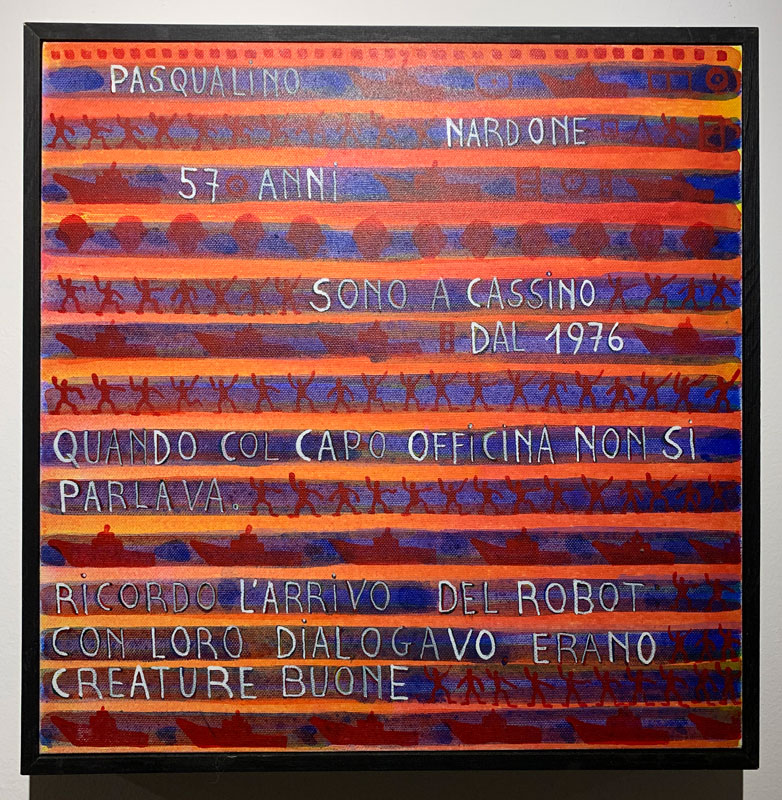 PASQUALiNO
NARDONE
57 ANNi
SONO A CASSiNO
DAL 1976
QUANDO COL CAPO OFFiCiNA NON Si
PARLAVA.
RiCORDO L'ARRiVO DEL ROBOT
CON LORO DiALOGAVO ERANO
CREATURE BUONE